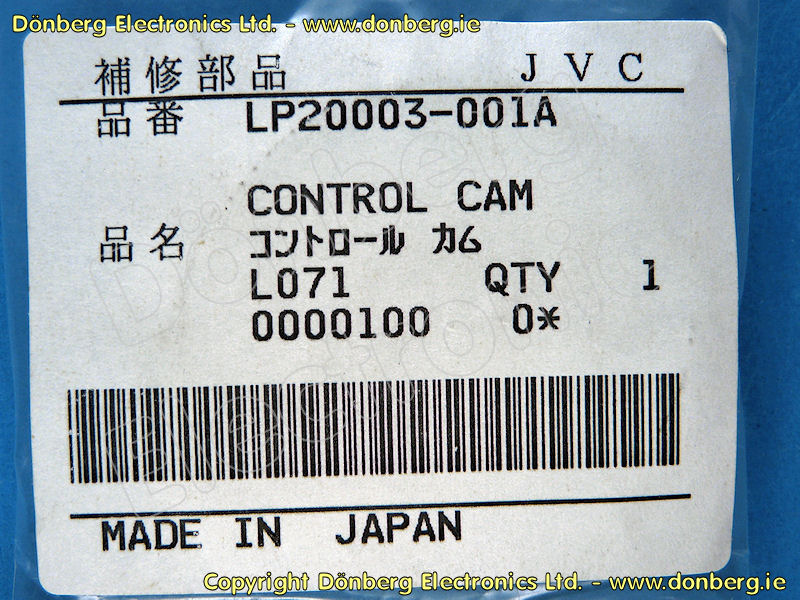 Dönberg Electronics Ltd. - www.donberg.ie
補修部品 JVC
品番 LP20003-001A
CONTROL CAM
品名 コントロール カム
L071 QTY 1
0000100 0*
MADE IN JAPAN
Dönberg Electronics
Copyright Dönberg Electronics Ltd. - www.donberg.ie